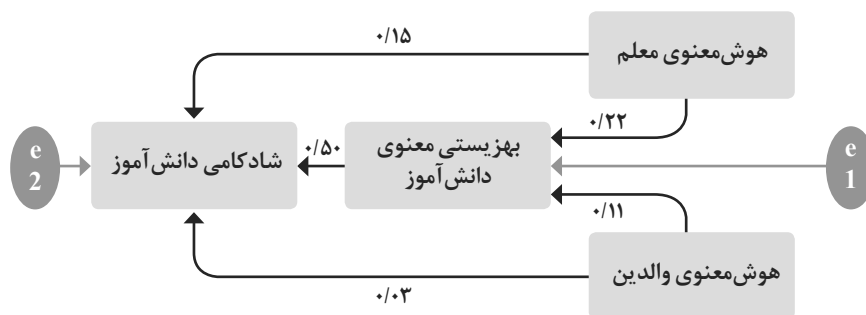 ۰/۱۵
هوش‌معنوی معلم
۰/۲۲
e
1
بهزیستی معنوی
دانش‌آموز
۰/۵۰
شادکامی دانش‌آموز
e
2
۰/۱۱
هوش‌معنوی والدین
۰/۰۳